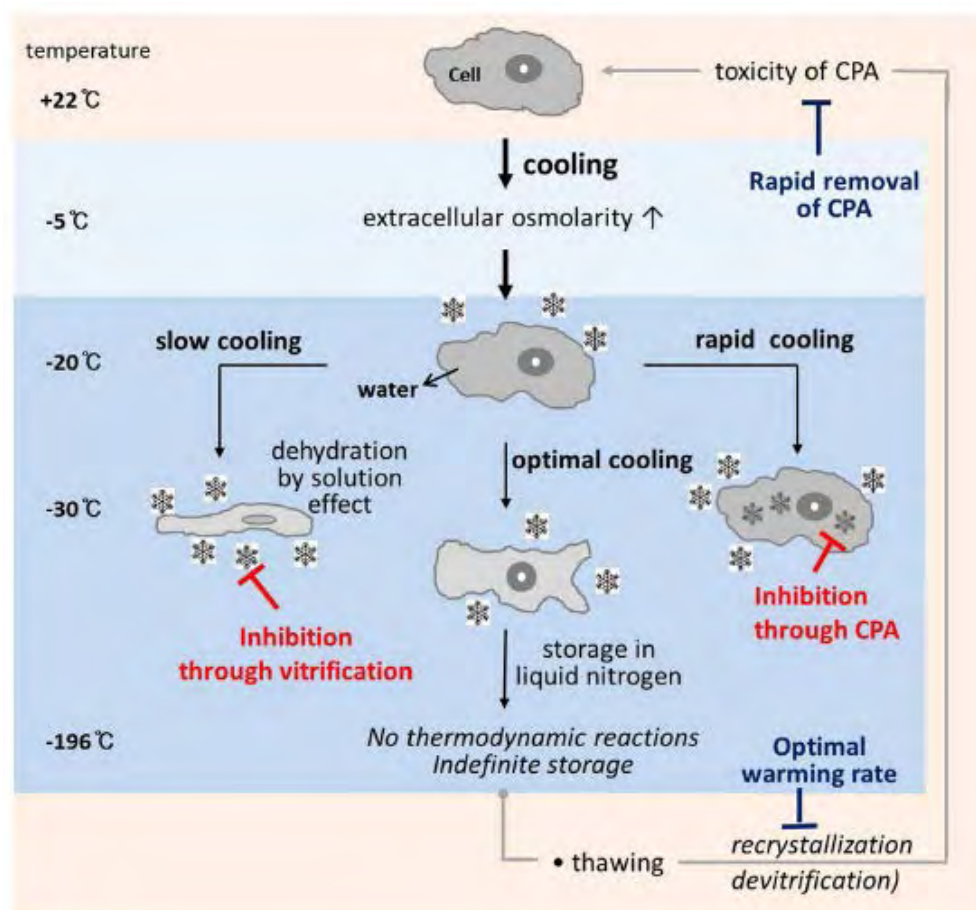 temperature
Cell
toxicity of CPA
+22℃
cooling
Rapid removal
of CPA
-5℃
extracellular osmolarity ↑
slow cooling
rapid cooling
-20℃
water
dehydration
by solution
effect
optimal cooling
-30℃
Inhibition
through CPA
Inhibition
through vitrification
storage in
liquid nitrogen
-196℃
No thermodynamic reactions
Indefinite storage
Optimal
warming rate
• thawing
recrystallization
devitrification)